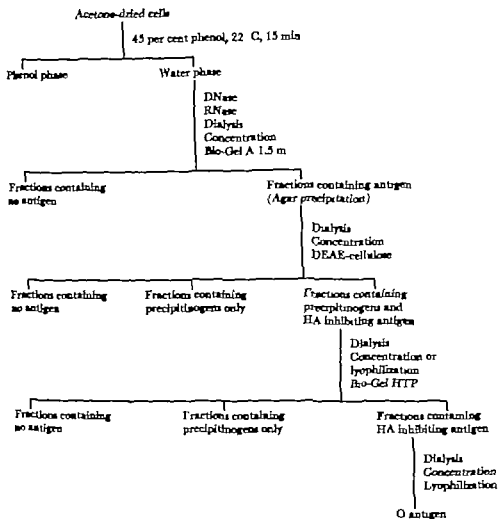 Acetone-dried cells
45 per cent phenol, 22 C, 15 min
Phenol phase
Water phase
DNase
RNase
Dialysis
Concentration
Bio-Gel A 1.5 m
Fractions containing
no antigen
Fractions containing antigen
(Agar precipitation)
Dialysis
Concentration
DEAE-cellulose
Fractions containing
no antigen
Fractions containing
precipitinogens only
Fractions containing
precipitinogens and
HA inhibiting antigen
Dialysis
Concentration or
lyophilization
Bio-Gel HTP
Fractions containing
no antigen
Fractions containing
precipitinogens only
Fractions containing
HA inhibiting antigen
Dialysis
Concentration
Lyophilization
O antigen